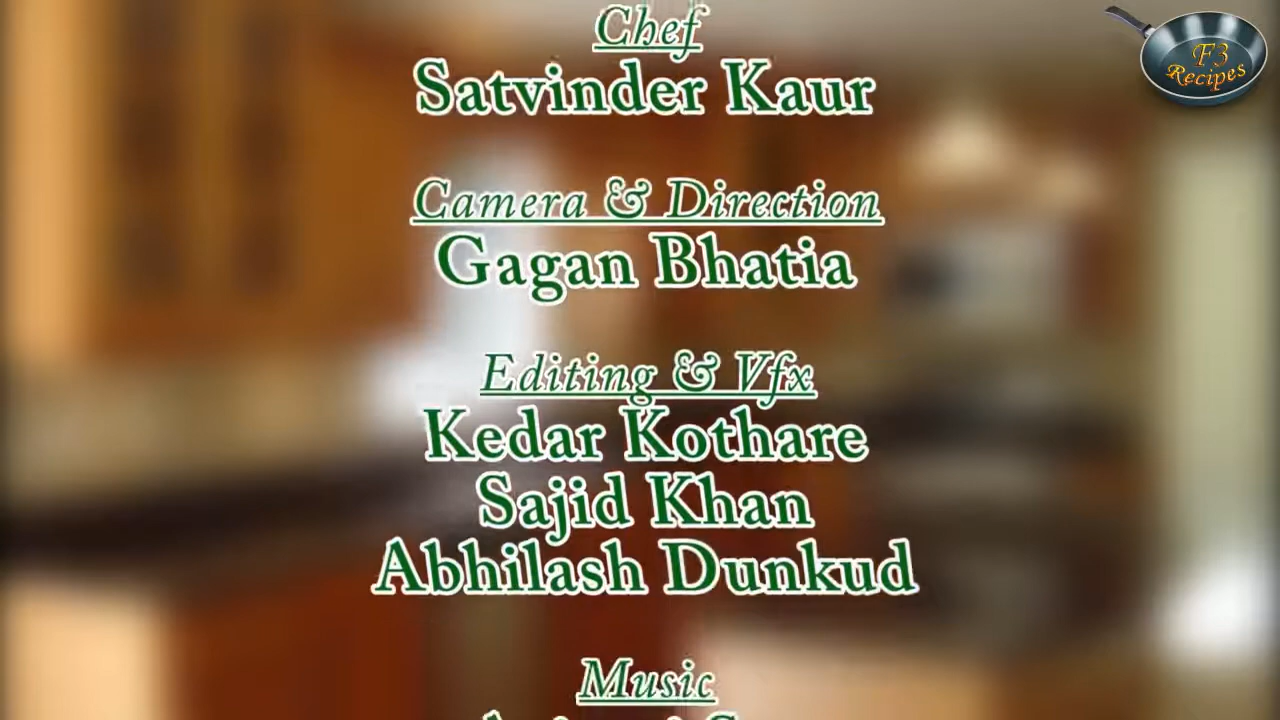 Chef
Satvinder Kaur
Camera & Direction
Gagan Bhatia
Editing & Vfx
Kedar Kothare
Sajid Khan
Abhilash Dunkud
Music
F3
Recipes